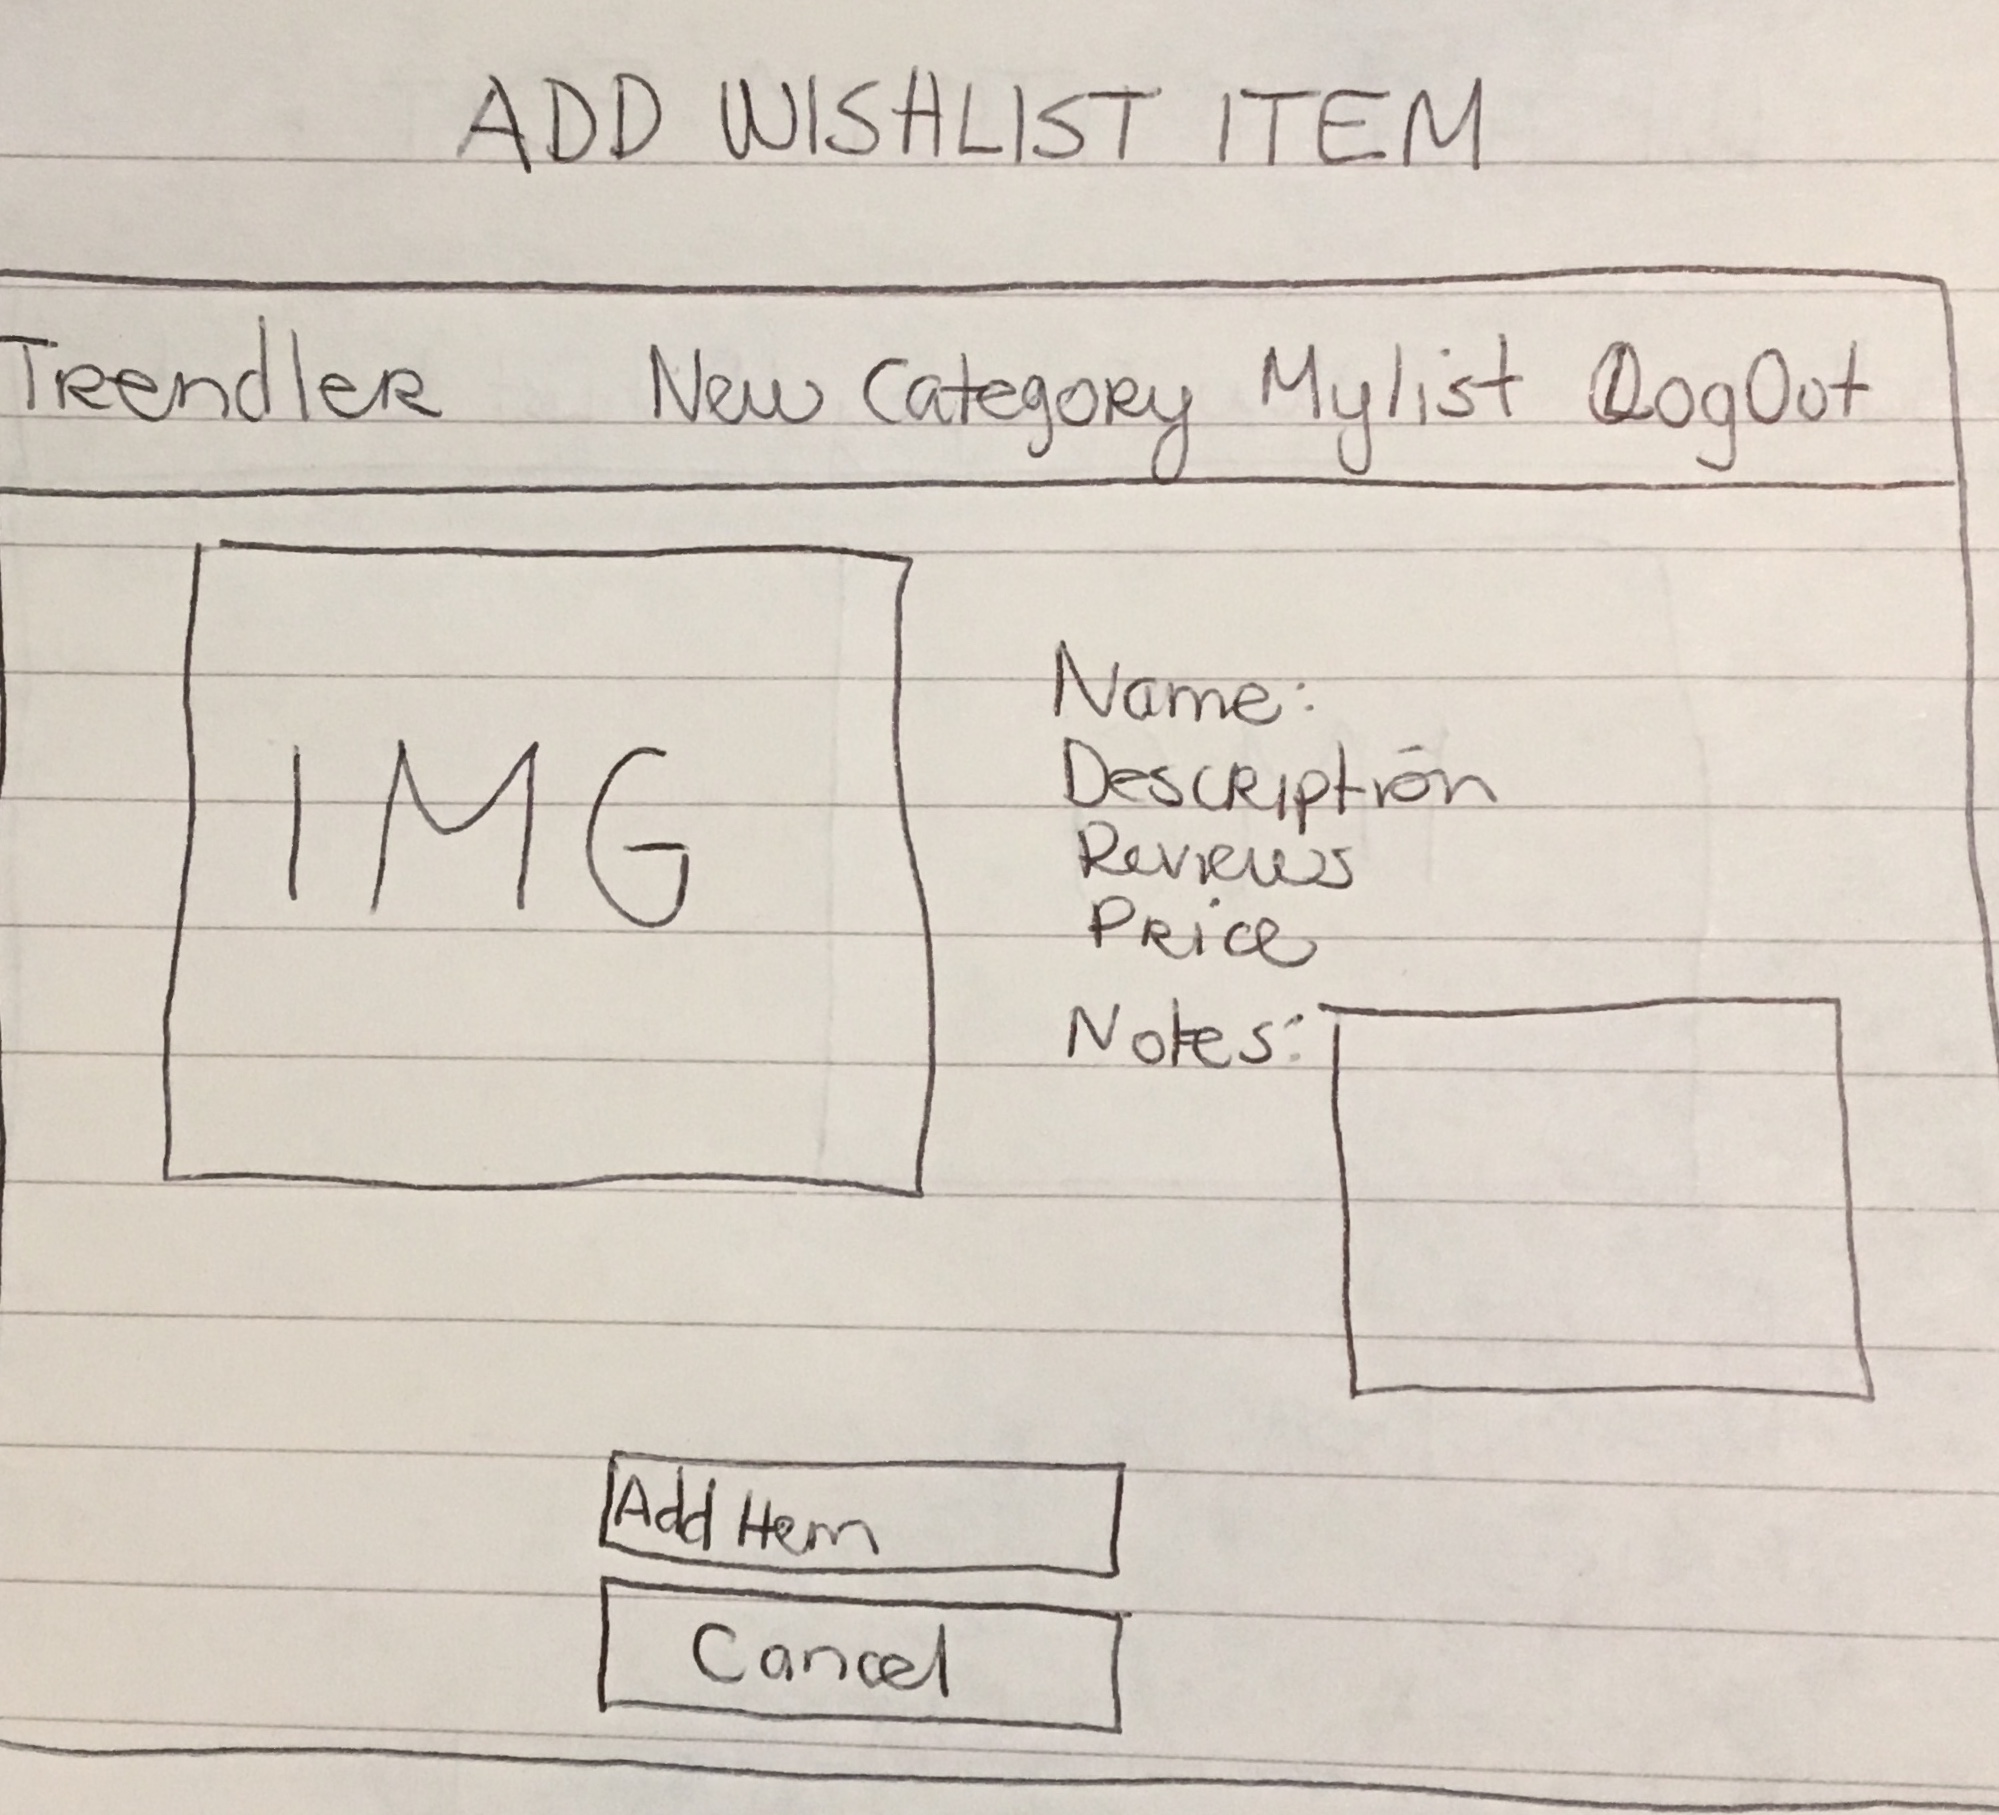 ADD WISHLIST ITEM
Trendler New Category Mylist LogOut
IMG
Name:
Description
Reviews
Price
Notes:
Add Item
Cancel